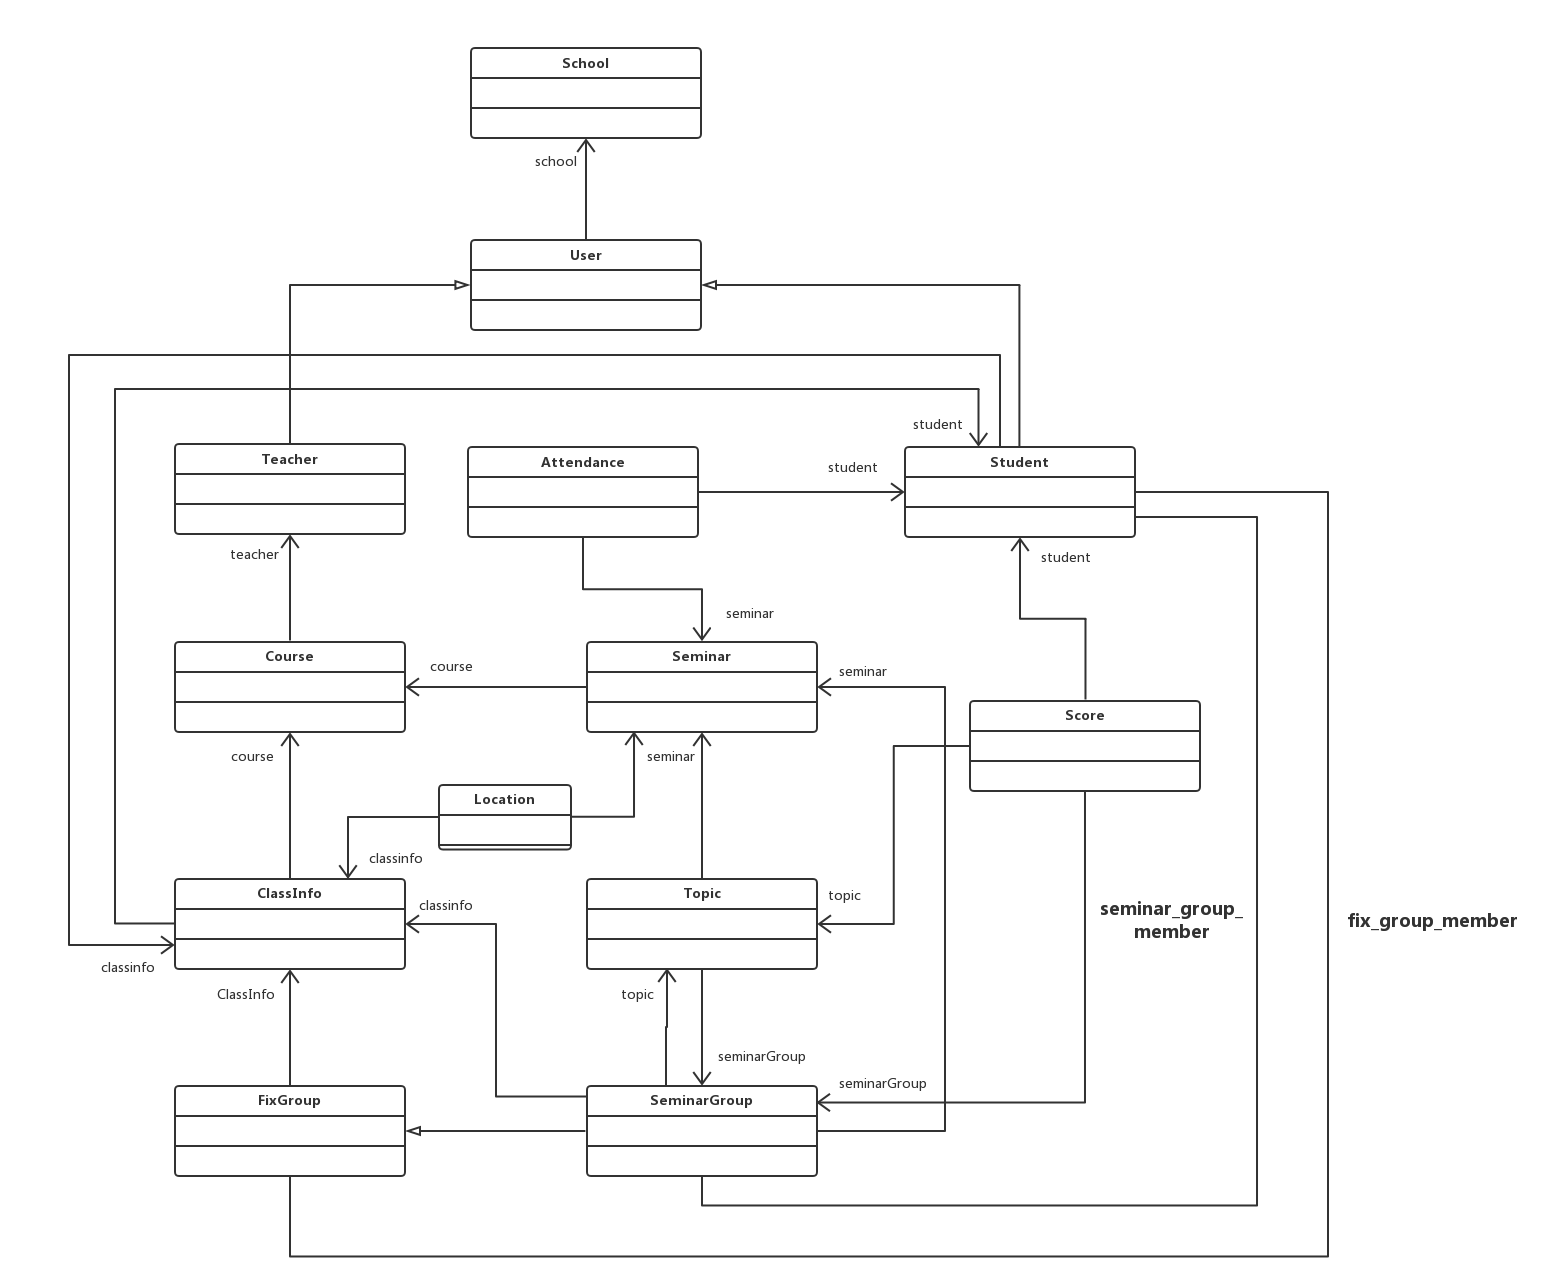 School
school
User
student
Teacher
Attendance
student
Student
teacher
student
seminar
Course
course
Seminar
seminar
Score
course
seminar
Location
classinfo
ClassInfo
classinfo
Topic
topic
seminar_group_
member
fix_group_member
classinfo
ClassInfo
topic
seminarGroup
seminarGroup
FixGroup
SeminarGroup